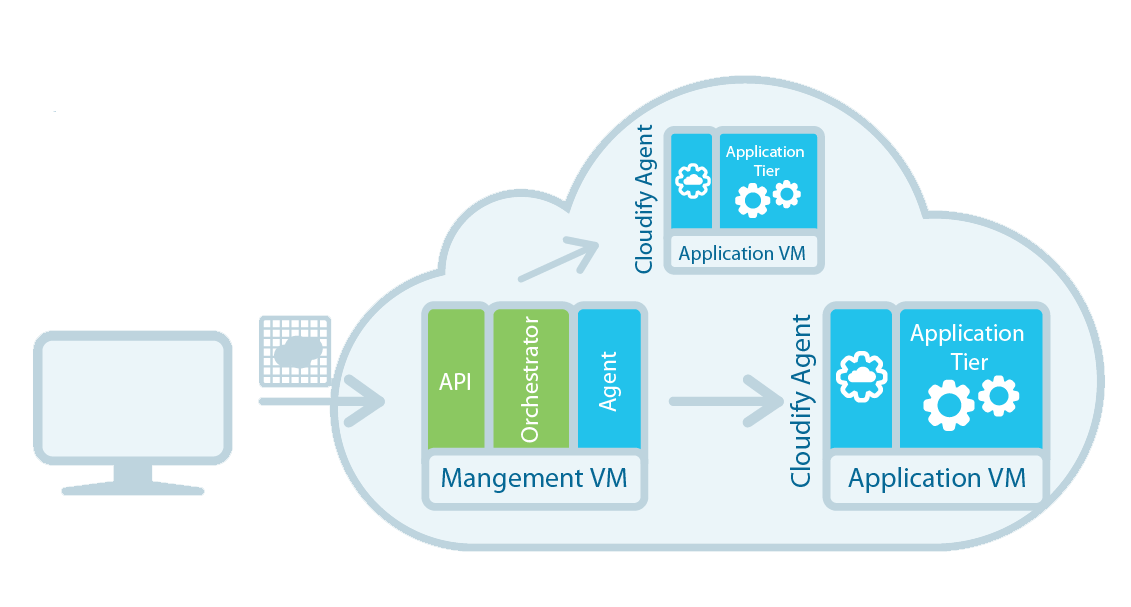 Cloudify Agent
Application
Tier
Application VM
API
Orchestrator
Agent
Mangement VM
Cloudify Agent
Application
Tier
Application VM